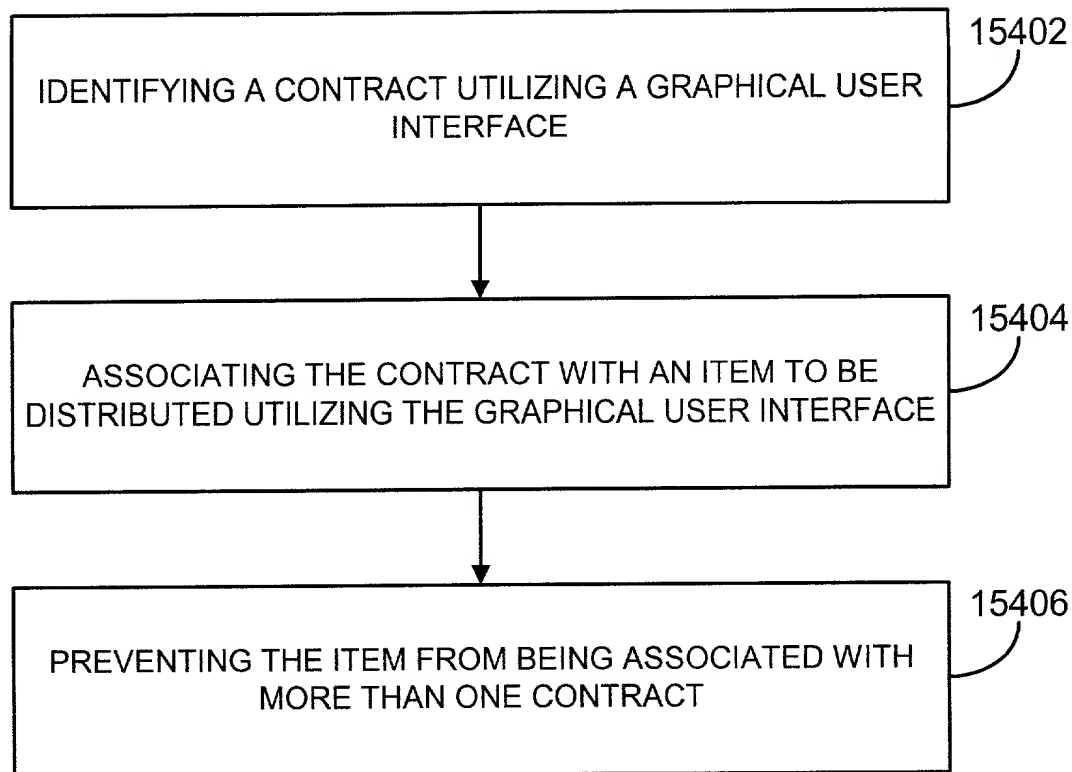 15402
IDENTIFYING A CONTRACT UTILIZING A GRAPHICAL USER
INTERFACE
15404
ASSOCIATING THE CONTRACT WITH AN ITEM TO BE
DISTRIBUTED UTILIZING THE GRAPHICAL USER INTERFACE
15406
PREVENTING THE ITEM FROM BEING ASSOCIATED WITH
MORE THAN ONE CONTRACT